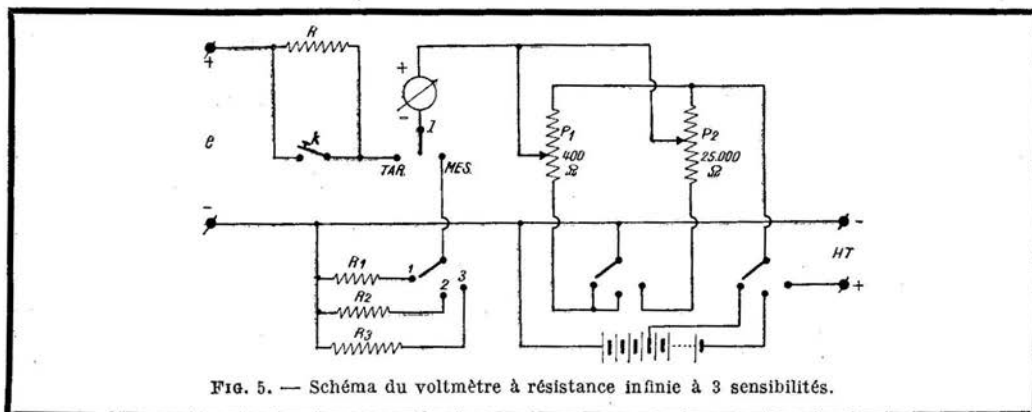 R
+
+
e
k
-
I
TAR.
MES.
P1
400
Ω
P2
25.000
Ω
-
-
HT
+
R1
1
2
3
R2
R3
FIG. 5. — Schéma du voltmètre à résistance infinie à 3 sensibilités.